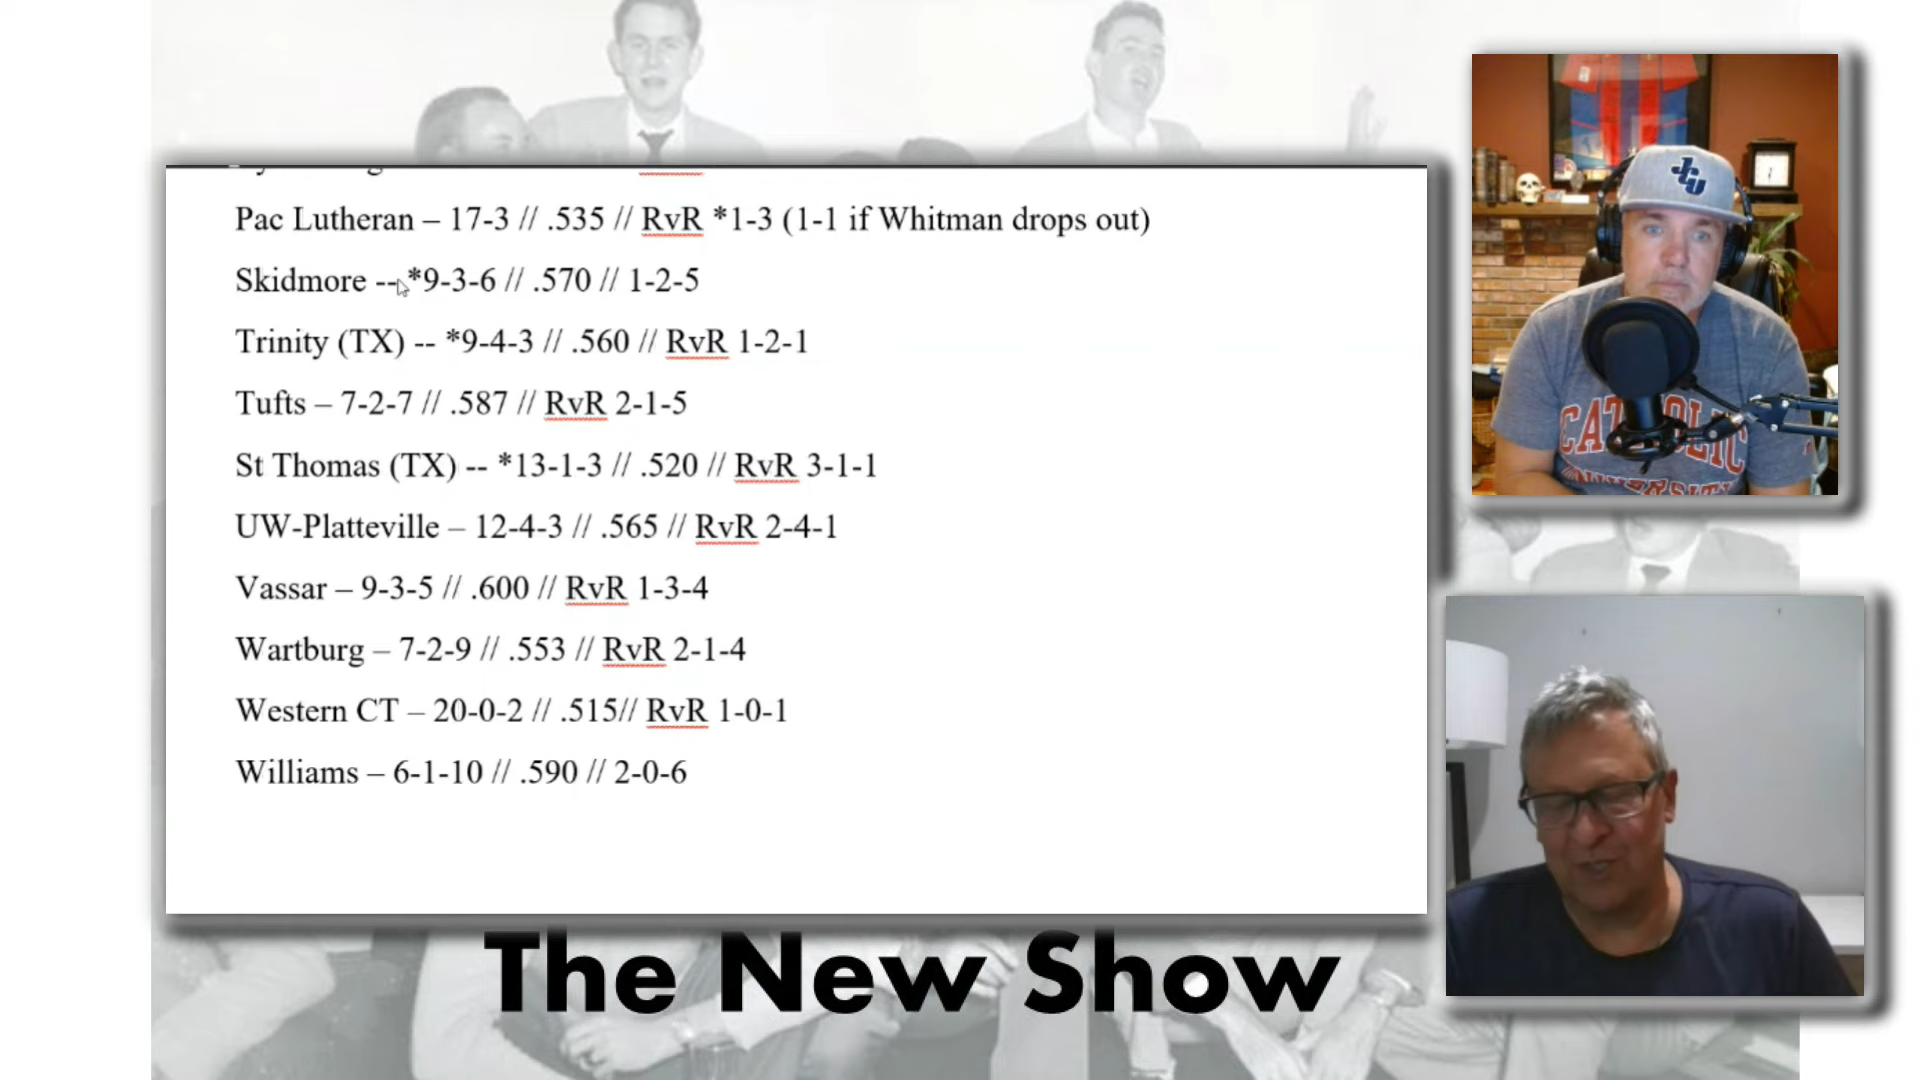 Pac Lutheran – 17-3 // .535 // RvR *1-3 (1-1 if Whitman drops out)
Skidmore -- *9-3-6 // .570 // 1-2-5
Trinity (TX) -- *9-4-3 // .560 // RvR 1-2-1
Tufts – 7-2-7 // .587 // RvR 2-1-5
St Thomas (TX) -- *13-1-3 // .520 // RvR 3-1-1
UW-Platteville – 12-4-3 // .565 // RvR 2-4-1
Vassar – 9-3-5 // .600 // RvR 1-3-4
Wartburg – 7-2-9 // .553 // RvR 2-1-4
Western CT – 20-0-2 // .515// RvR 1-0-1
Williams – 6-1-10 // .590 // 2-0-6
The New Show
JCU
CATHOLIC
UNIVERSITY